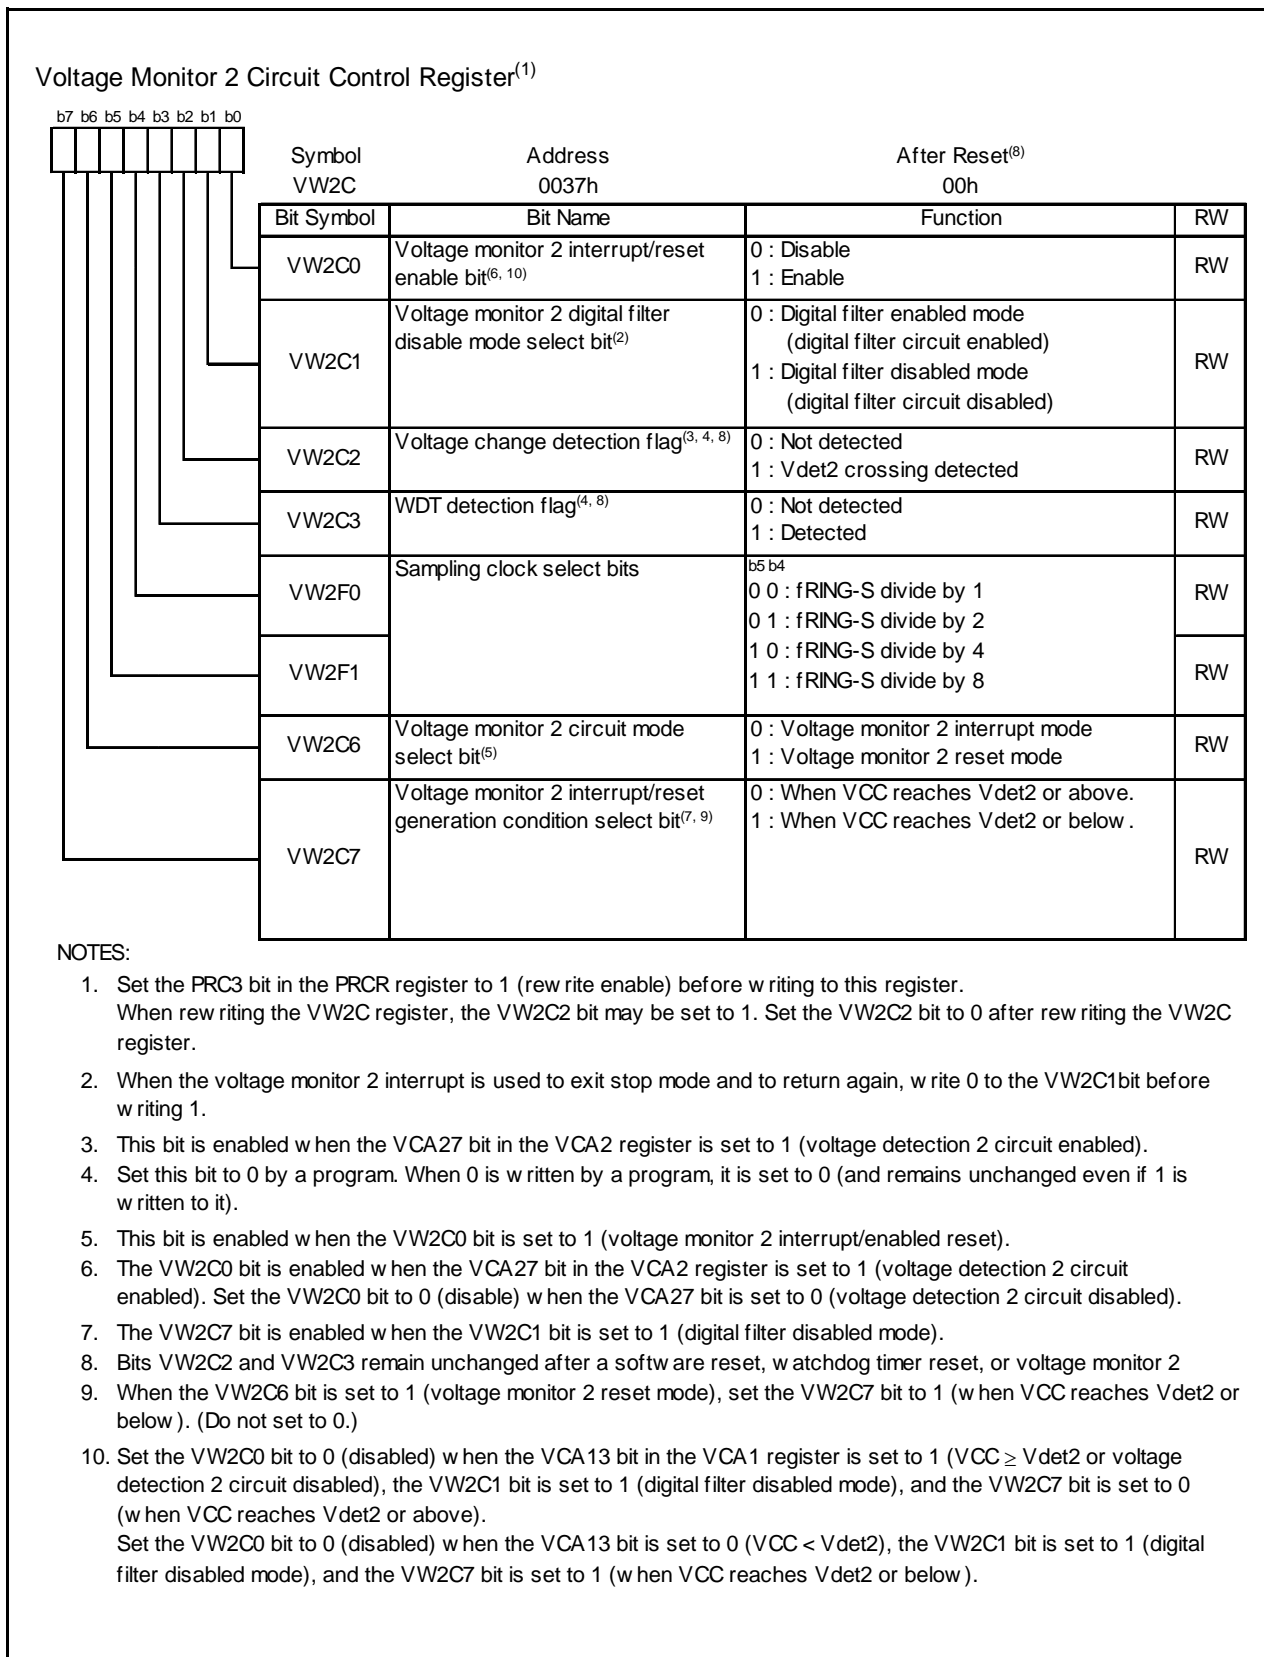 Voltage Monitor 2 Circuit Control Register(1)
b7 b6 b5 b4 b3 b2 b1 b0
Symbol Address After Reset(8)
VW2C 0037h 00h
Bit Symbol Bit Name Function RW
VW2C0 Voltage monitor 2 interrupt/reset enable bit(6, 10) 0 : Disable
1 : Enable RW
VW2C1 Voltage monitor 2 digital filter disable mode select bit(2) 0 : Digital filter enabled mode
(digital filter circuit enabled)
1 : Digital filter disabled mode
(digital filter circuit disabled) RW
VW2C2 Voltage change detection flag(3, 4, 8) 0 : Not detected
1 : Vdet2 crossing detected RW
VW2C3 WDT detection flag(4, 8) 0 : Not detected
1 : Detected RW
VW2F0 Sampling clock select bits b5 b4
0 0 : fRING-S divide by 1
0 1 : fRING-S divide by 2 RW
VW2F1 1 0 : fRING-S divide by 4
1 1 : fRING-S divide by 8 RW
VW2C6 Voltage monitor 2 circuit mode select bit(5) 0 : Voltage monitor 2 interrupt mode
1 : Voltage monitor 2 reset mode RW
VW2C7 Voltage monitor 2 interrupt/reset generation condition select bit(7, 9) 0 : When VCC reaches Vdet2 or above.
1 : When VCC reaches Vdet2 or below. RW
NOTES:
1. Set the PRC3 bit in the PRCR register to 1 (rewrite enable) before writing to this register.
When rewriting the VW2C register, the VW2C2 bit may be set to 1. Set the VW2C2 bit to 0 after rewriting the VW2C
register.
2. When the voltage monitor 2 interrupt is used to exit stop mode and to return again, write 0 to the VW2C1bit before
writing 1.
3. This bit is enabled when the VCA27 bit in the VCA2 register is set to 1 (voltage detection 2 circuit enabled).
4. Set this bit to 0 by a program. When 0 is written by a program, it is set to 0 (and remains unchanged even if 1 is
written to it).
5. This bit is enabled when the VW2C0 bit is set to 1 (voltage monitor 2 interrupt/enabled reset).
6. The VW2C0 bit is enabled when the VCA27 bit in the VCA2 register is set to 1 (voltage detection 2 circuit
enabled). Set the VW2C0 bit to 0 (disable) when the VCA27 bit is set to 0 (voltage detection 2 circuit disabled).
7. The VW2C7 bit is enabled when the VW2C1 bit is set to 1 (digital filter disabled mode).
8. Bits VW2C2 and VW2C3 remain unchanged after a software reset, watchdog timer reset, or voltage monitor 2
9. When the VW2C6 bit is set to 1 (voltage monitor 2 reset mode), set the VW2C7 bit to 1 (when VCC reaches Vdet2 or
below). (Do not set to 0.)
10. Set the VW2C0 bit to 0 (disabled) when the VCA13 bit in the VCA1 register is set to 1 (VCC ≥ Vdet2 or voltage
detection 2 circuit disabled), the VW2C1 bit is set to 1 (digital filter disabled mode), and the VW2C7 bit is set to 0
(when VCC reaches Vdet2 or above).
Set the VW2C0 bit to 0 (disabled) when the VCA13 bit is set to 0 (VCC < Vdet2), the VW2C1 bit is set to 1 (digital
filter disabled mode), and the VW2C7 bit is set to 1 (when VCC reaches Vdet2 or below).